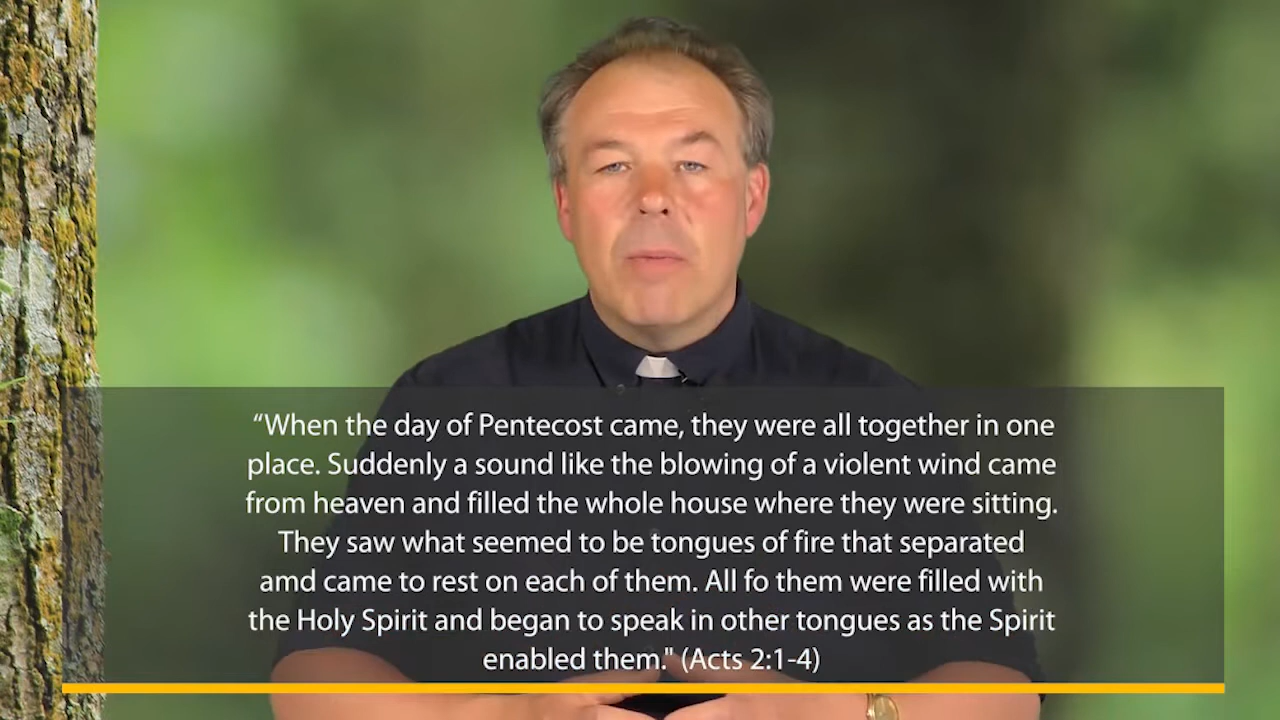 “When the day of Pentecost came, they were all together in one
place. Suddenly a sound like the blowing of a violent wind came
from heaven and filled the whole house where they were sitting.
They saw what seemed to be tongues of fire that separated
amd came to rest on each of them. All fo them were filled with
the Holy Spirit and began to speak in other tongues as the Spirit
enabled them." (Acts 2:1-4)